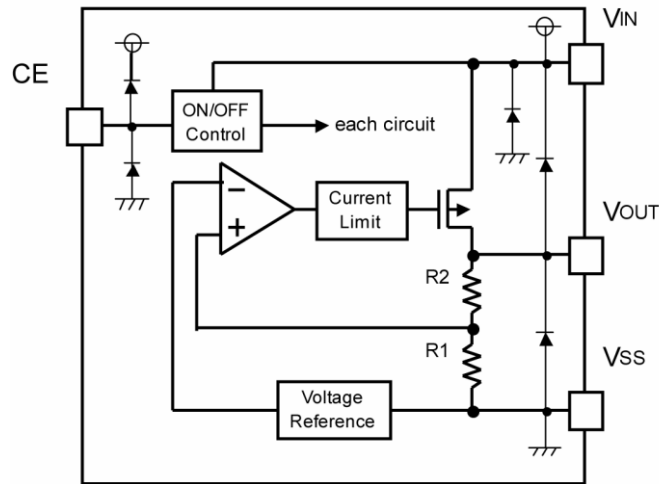 VIN
CE
ON/OFF
Control
each circuit
−
+
Current
Limit
VOUT
R2
R1
VSS
Voltage
Reference